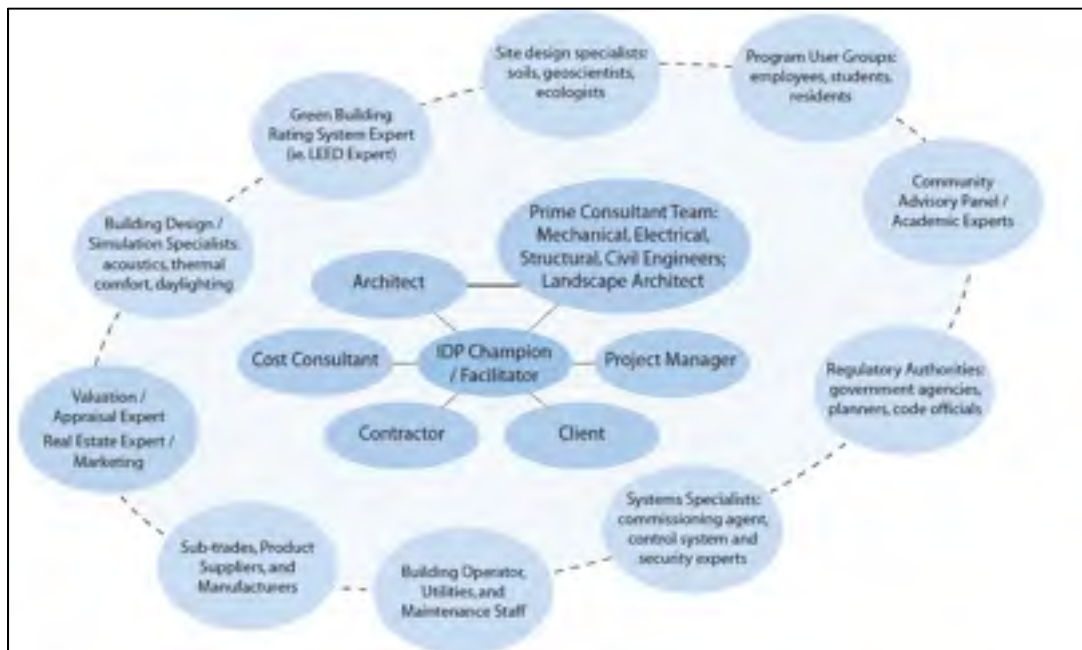 Site design specialists:
soils, geoscientists,
ecologists
Program User Groups:
employees, students,
residents
Green Building
Rating System Expert
(ie. LEED Expert)
Community
Advisory Panel /
Academic Experts
Building Design /
Simulation Specialists:
acoustics, thermal
comfort, daylighting
Prime Consultant Team:
Mechanical, Electrical,
Structural, Civil Engineers;
Landscape Architect
Architect
Cost Consultant
IDP Champion
/ Facilitator
Project Manager
Regulatory Authorities:
government agencies,
planners, code officials
Valuation /
Appraisal Expert
Real Estate Expert /
Marketing
Contractor
Client
Systems Specialists:
commissioning agent,
control system and
security experts
Sub-trades, Product
Suppliers, and
Manufacturers
Building Operator,
Utilities, and
Maintenance Staff